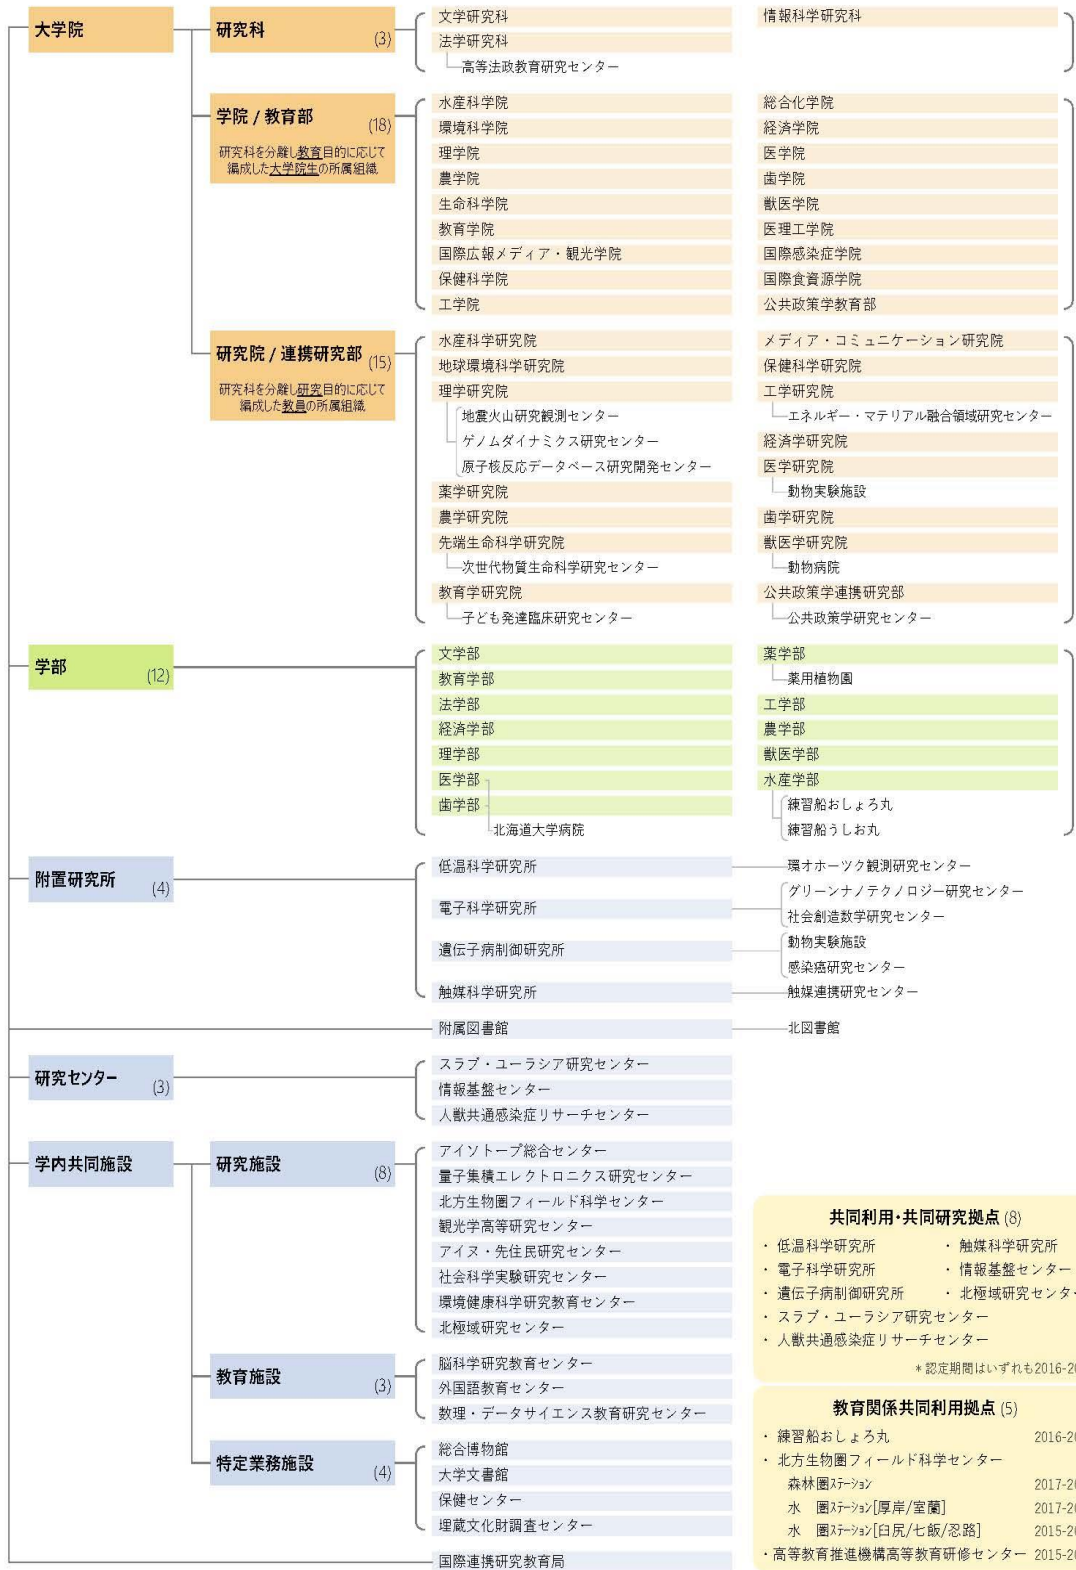 大学院
研究科 (3)
文学研究科
法学研究科
高等法政教育研究センター
情報科学研究科
学院 / 教育部 (18)
研究科を分離し教育目的に応じて
編成した大学院生の所属組織
水産科学院
環境科学院
理学院
農学院
生命科学院
教育学院
国際広報メディア・観光学院
保健科学院
工学院
総合化学院
経済学院
医学院
歯学院
獣医学院
医理工学院
国際感染症学院
国際食資源学院
公共政策学教育部
研究院 / 連携研究部 (15)
研究科を分離し研究目的に応じて
編成した教員の所属組織
水産科学研究院
地球環境科学研究院
理学研究院
地震火山研究観測センター
ゲノムダイナミクス研究センター
原子核反応データベース研究開発センター
薬学研究院
農学研究院
先端生命科学研究院
次世代物質生命科学研究センター
教育学研究院
子ども発達臨床研究センター
メディア・コミュニケーション研究院
保健科学研究院
工学研究院
エネルギー・マテリアル融合領域研究センター
経済学研究院
医学研究院
動物実験施設
歯学研究院
獣医学研究院
動物病院
公共政策学連携研究部
公共政策学研究センター
学部 (12)
文学部
教育学部
法学部
経済学部
理学部
医学部
歯学部
北海道大学病院
薬学部
薬用植物園
工学部
農学部
獣医学部
水産学部
練習船おしょろ丸
練習船うしお丸
附置研究所 (4)
低温科学研究所
環オホーツク観測研究センター
電子科学研究所
グリーンナノテクノロジー研究センター
社会創造数学研究センター
遺伝子病制御研究所
動物実験施設
感染癌研究センター
触媒科学研究所
触媒連携研究センター
附属図書館
北図書館
研究センター (3)
スラブ・ユーラシア研究センター
情報基盤センター
人獣共通感染症リサーチセンター
学内共同施設
研究施設 (8)
アイソトープ総合センター
量子集積エレクトロニクス研究センター
北方生物圏フィールド科学センター
観光学高等研究センター
アイヌ・先住民研究センター
社会科学実験研究センター
環境健康科学研究教育センター
北極域研究センター
教育施設 (3)
脳科学研究教育センター
外国語教育センター
数理・データサイエンス教育研究センター
特定業務施設 (4)
総合博物館
大学文書館
保健センター
埋蔵文化財調査センター
国際連携研究教育局
共同利用・共同研究拠点 (8)
・ 低温科学研究所 ・ 触媒科学研究所
・ 電子科学研究所 ・ 情報基盤センター
・ 遺伝子病制御研究所 ・ 北極域研究センター
・ スラブ・ユーラシア研究センター
・ 人獣共通感染症リサーチセンター
* 認定期間はいずれも2016-20
教育関係共同利用拠点 (5)
・ 練習船おしょろ丸 2016-20
・ 北方生物圏フィールド科学センター
森林圏ステーション 2017-20
水 圏ステーション[厚岸/室蘭] 2017-20
水 圏ステーション[臼尻/七飯/忍路] 2015-20
・高等教育推進機構高等教育研修センター 2015-20